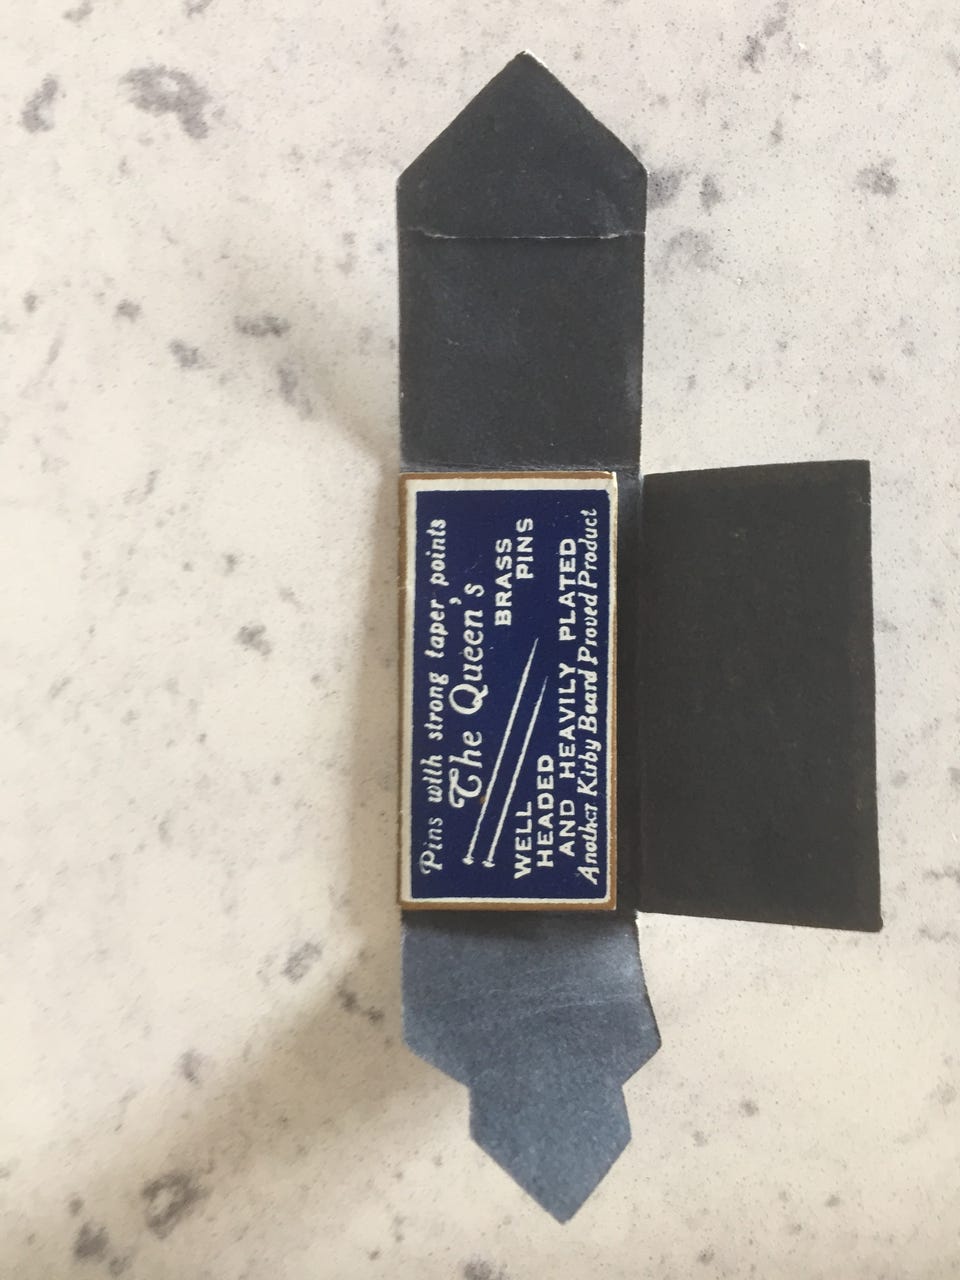 Pins with strong taper points
The Queen's
BRASS
PINS
WELL
HEADED
AND HEAVILY PLATED
Another Kirby Beard Proved Product